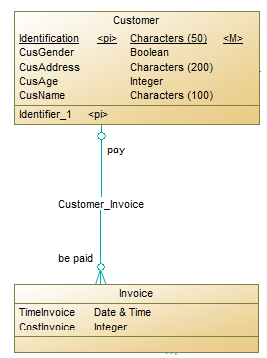 Customer
Identification <pi> Characters (50) <M>
CusGender Boolean
CusAddress Characters (200)
CusAge Integer
CusName Characters (100)
Identifier_1 <pi>
pay
Customer_Invoice
be paid
Invoice
TimeInvoice Date & Time
CostInvoice Integer